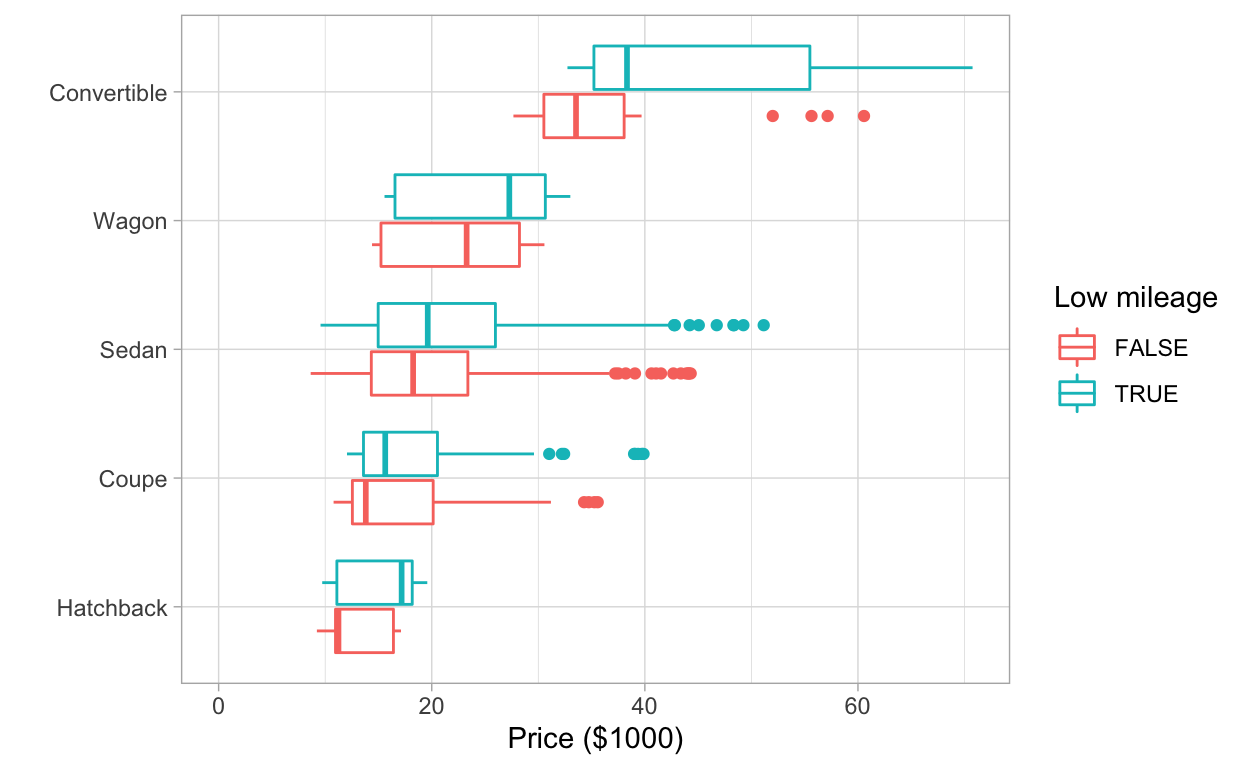 Convertible
Wagon
Sedan
Coupe
Hatchback
0 20 40 60
Price ($1000)
Low mileage
FALSE
TRUE